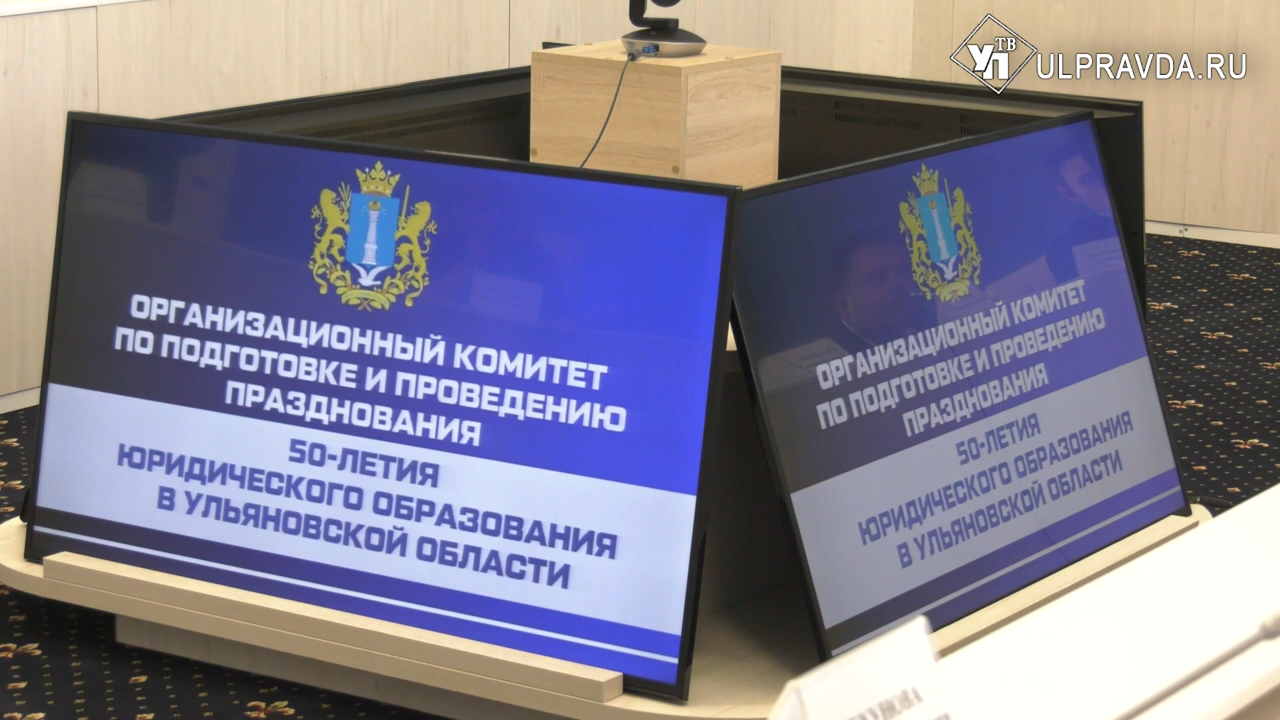 УП ТВ ULPRAVDA.RU
ОРГАНИЗАЦИОННЫЙ КОМИТЕТ
ПО ПОДГОТОВКЕ И ПРОВЕДЕНИЮ
ПРАЗДНОВАНИЯ
50-ЛЕТИЯ
ЮРИДИЧЕСКОГО ОБРАЗОВАНИЯ
В УЛЬЯНОВСКОЙ ОБЛАСТИ
ОРГАНИЗАЦИОННЫЙ КОМИТЕТ
ПО ПОДГОТОВКЕ И ПРОВЕДЕНИЮ
ПРАЗДНОВАНИЯ
50-ЛЕТИЯ
ЮРИДИЧЕСКОГО ОБРАЗОВАНИЯ
В УЛЬЯНОВСКОЙ ОБЛАСТИ